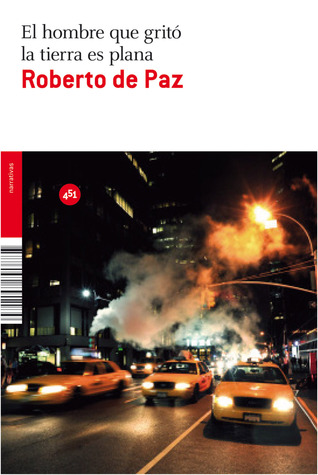 El hombre que gritó
la tierra es plana
Roberto de Paz
narrativas
451